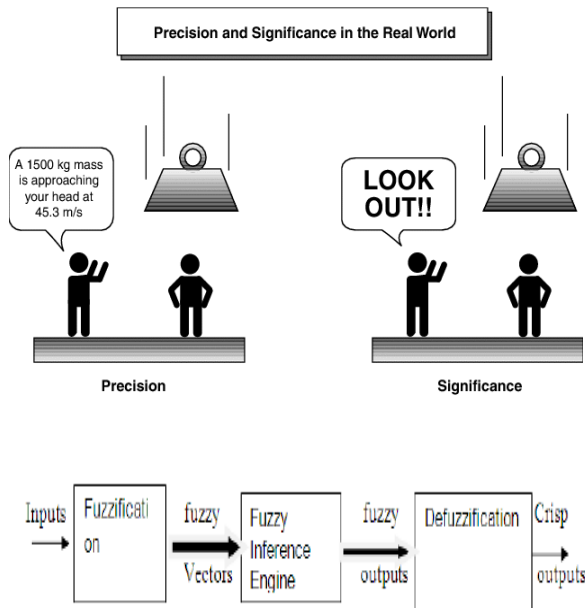 Precision and Significance in the Real World
A 1500 kg mass
is approaching
your head at
45.3 m/s
LOOK
OUT!!
Precision
Significance
Inputs
Fuzzificati
on
fuzzy
Vectors
Fuzzy
Inference
Engine
fuzzy
outputs
Defuzzification
Crisp
outputs